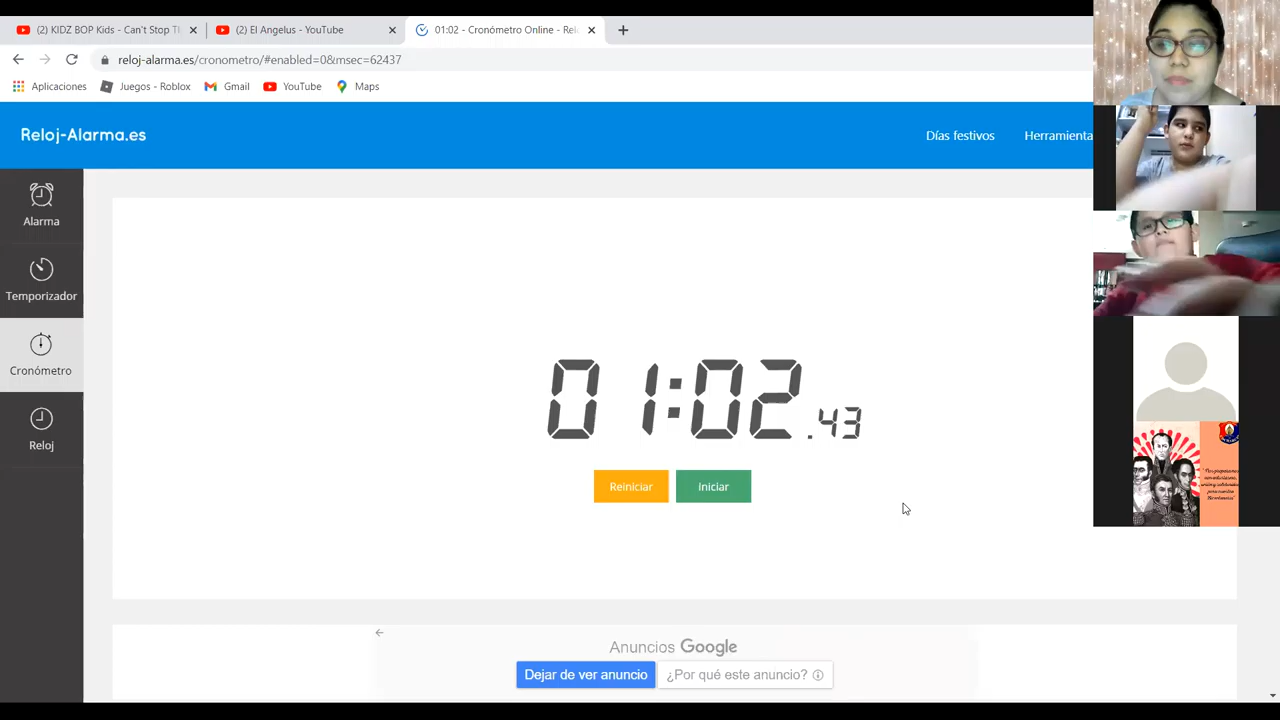 (2) KIDZ BOP Kids - Can't Stop T
(2) El Angelus - YouTube
01:02 - Cronómetro Online - Relo
reloj-alarma.es/cronometro/#enabled=0&msec=62437
Aplicaciones
Juegos - Roblox
Gmail
YouTube
Maps
Reloj-Alarma.es
Días festivos
Herramienta
Alarma
Temporizador
Cronómetro
Reloj
01:02.43
Reiniciar
Iniciar
Anuncios Google
Dejar de ver anuncio
¿Por qué este anuncio?